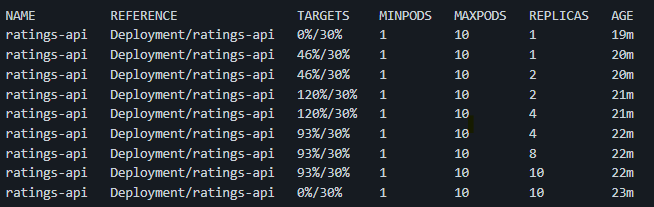 NAME REFERENCE TARGETS MINPODS MAXPODS REPLICAS AGE
ratings-api Deployment/ratings-api 0%/30% 1 10 1 19m
ratings-api Deployment/ratings-api 46%/30% 1 10 1 20m
ratings-api Deployment/ratings-api 46%/30% 1 10 2 20m
ratings-api Deployment/ratings-api 120%/30% 1 10 2 21m
ratings-api Deployment/ratings-api 120%/30% 1 10 4 21m
ratings-api Deployment/ratings-api 93%/30% 1 10 4 22m
ratings-api Deployment/ratings-api 93%/30% 1 10 8 22m
ratings-api Deployment/ratings-api 93%/30% 1 10 10 22m
ratings-api Deployment/ratings-api 0%/30% 1 10 10 23m